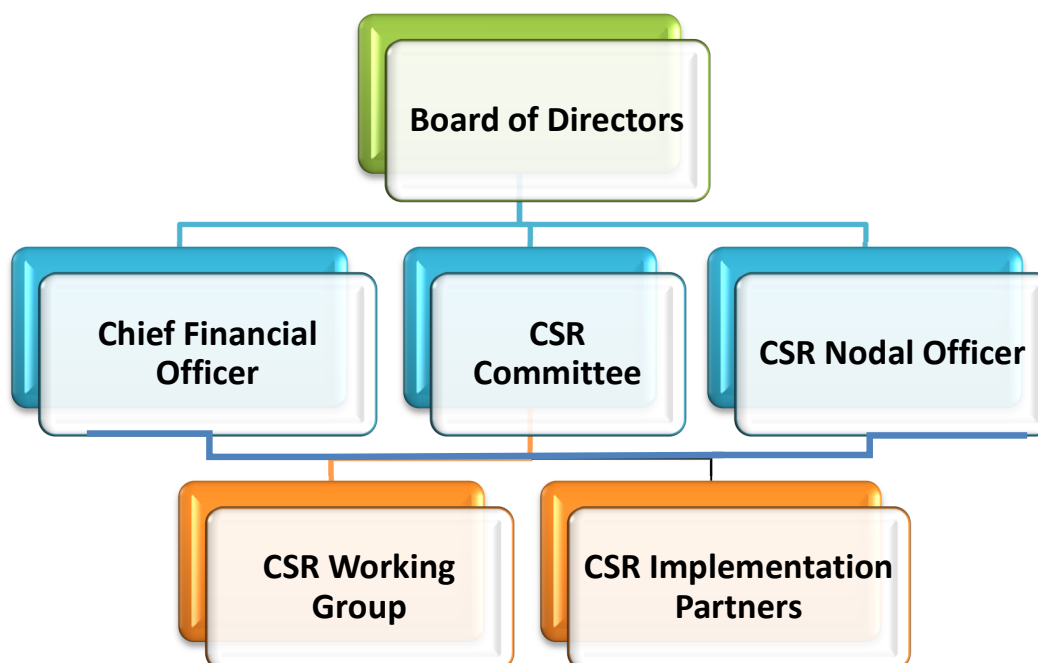 Board of Directors
Chief Financial
Officer
CSR
Committee
CSR Nodal Officer
CSR Working
Group
CSR Implementation
Partners